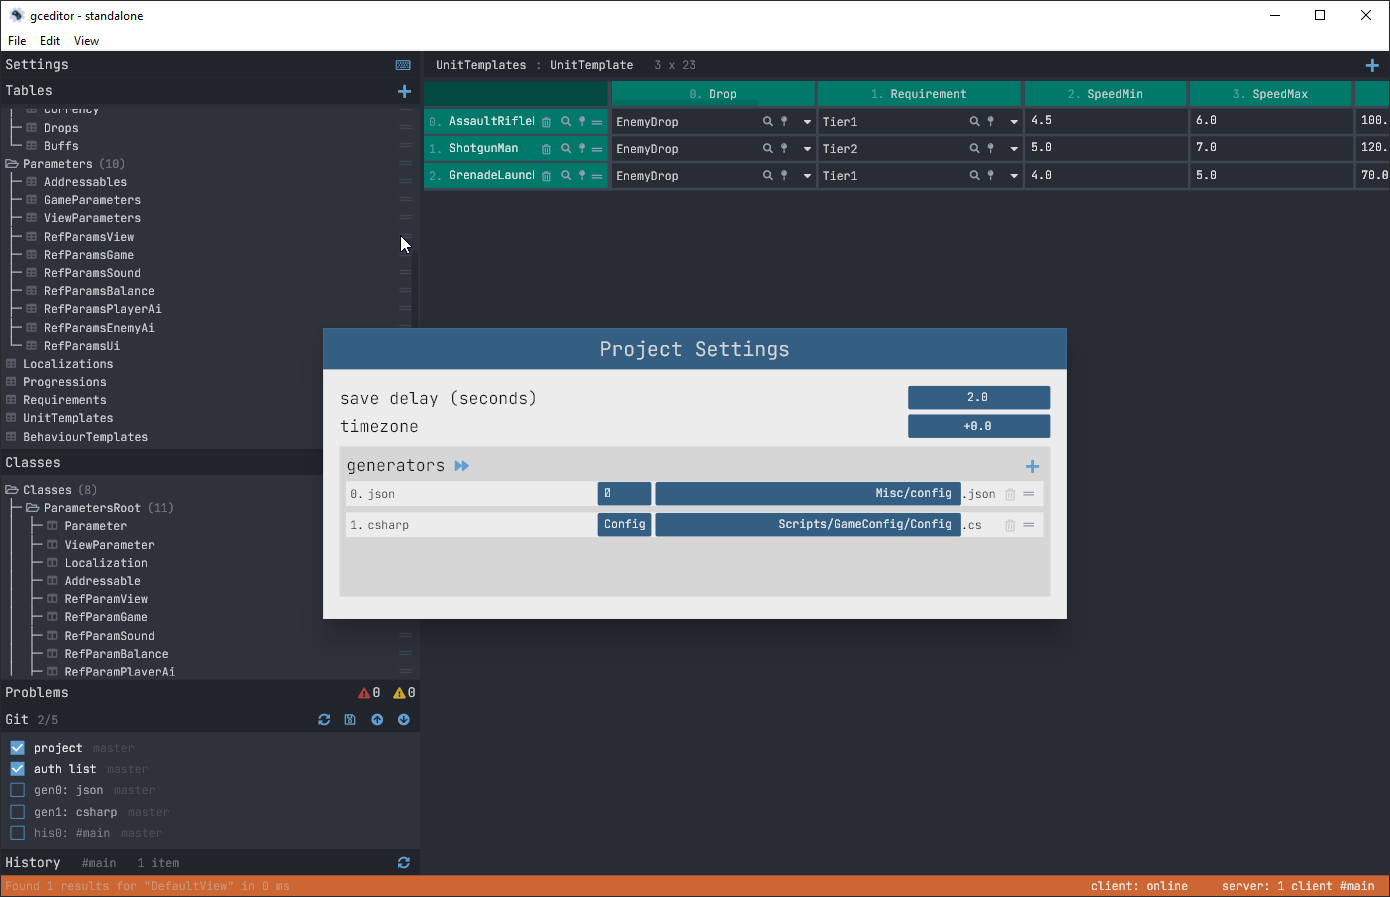 gceditor - standalone
File Edit View
Settings
Tables
Currency
Drops
Buffs
Parameters (10)
Addressables
GameParameters
ViewParameters
RefParamsView
RefParamsGame
RefParamsSound
RefParamsBalance
RefParamsPlayerAi
RefParamsEnemyAi
RefParamsUi
Localizations
Progressions
Requirements
UnitTemplates
BehaviourTemplates
Classes
Classes (8)
ParametersRoot (11)
Parameter
ViewParameter
Localization
Addressable
RefParamView
RefParamGame
RefParamSound
RefParamBalance
RefParamPlayerAi
Problems 0 0
Git 2/5
project master
auth list master
gen0: json master
gen1: csharp master
his0: #main master
History #main 1 item
UnitTemplates : UnitTemplate 3 x 23
0. Drop 1. Requirement 2. SpeedMin 3. SpeedMax
0. AssaultRifle EnemyDrop Tier1 4.5 6.0 100.
1. ShotgunMan EnemyDrop Tier2 5.0 7.0 120.
2. GrenadeLaunc EnemyDrop Tier1 4.0 5.0 70.0
Project Settings
save delay (seconds) 2.0
timezone +0.0
generators
0. json 0 Misc/config .json
1. csharp Config Scripts/GameConfig/Config .cs
Found 1 results for "DefaultView" in 0 ms
client: online server: 1 client #main